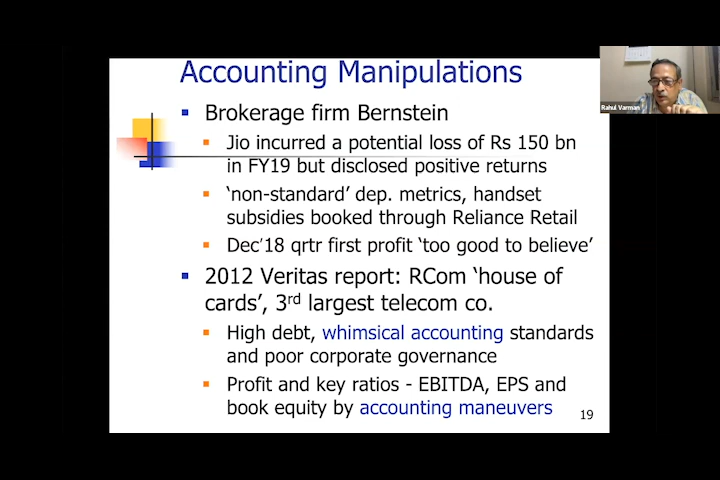 Accounting Manipulations
Brokerage firm Bernstein
Jio incurred a potential loss of Rs 150 bn
in FY19 but disclosed positive returns
‘non-standard’ dep. metrics, handset
subsidies booked through Reliance Retail
Dec’18 qrtr first profit ‘too good to believe’
2012 Veritas report: RCom ‘house of
cards’, 3rd largest telecom co.
High debt, whimsical accounting standards
and poor corporate governance
Profit and key ratios - EBITDA, EPS and
book equity by accounting maneuvers
19
Rahul Varman